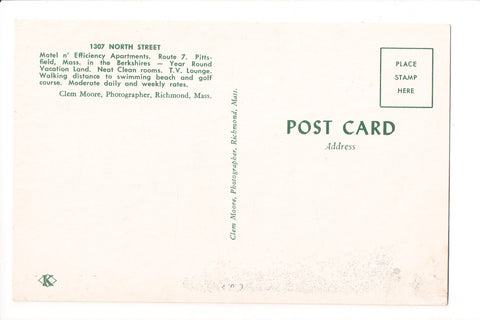 1307 NORTH STREET
Motel n' Efficiency Apartments. Route 7. Pitts-
field, Mass. in the Berkshires — Year Round
Vacation Land. Neat Clean rooms. T.V. Lounge.
Walking distance to swimming beach and golf
course. Moderate daily and weekly rates.
Clem Moore, Photographer, Richmond, Mass.
Clem Moore, Photographer, Richmond, Mass.
PLACE
STAMP
HERE
POST CARD
Address
K